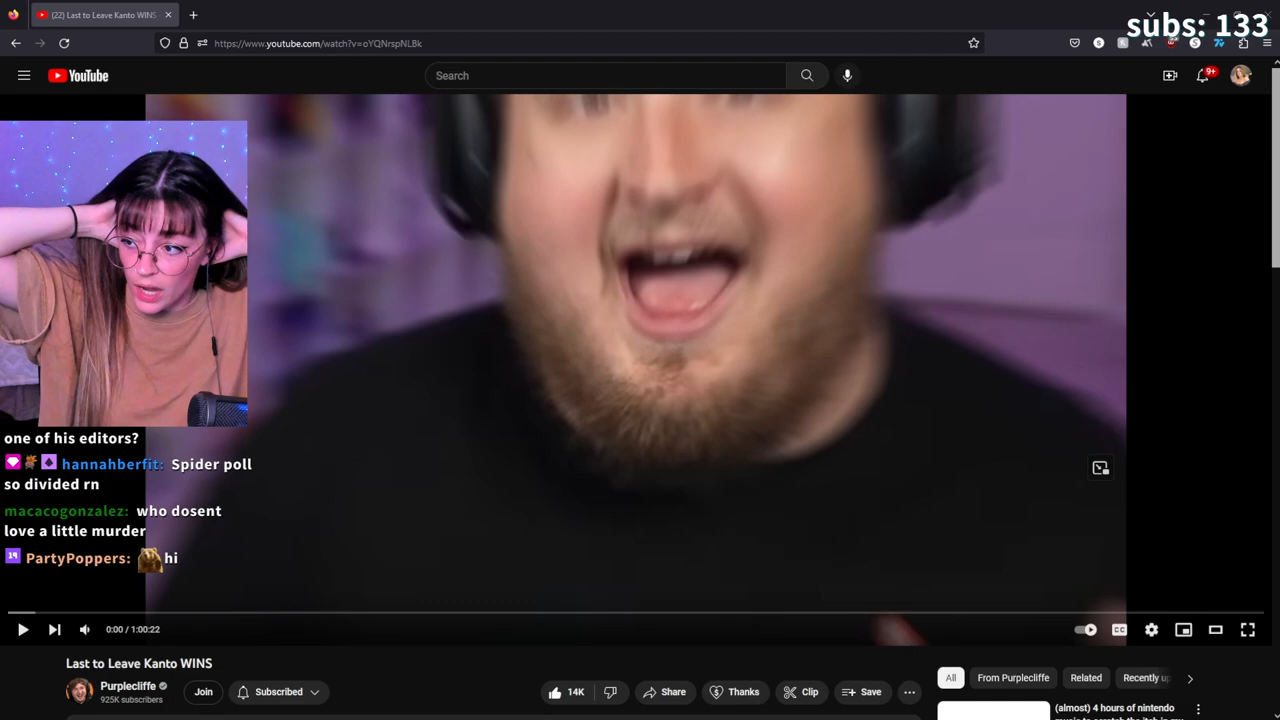 (22) Last to Leave Kanto WINS
subs: 133
https://www.youtube.com/watch?v=oYQNrspNLBk
YouTube
Search
9+
one of his editors?
hannahberfit: Spider poll
so divided rn
macacogonzalez: who dosent
love a little murder
19 PartyPoppers: hi
0:00 / 1:00:22
CC
Last to Leave Kanto WINS
Purplecliffe
925K subscribers
Join
Subscribed
14K
Share
Thanks
Clip
Save
All
From Purplecliffe
Related
Recently
(almost) 4 hours of nintendo